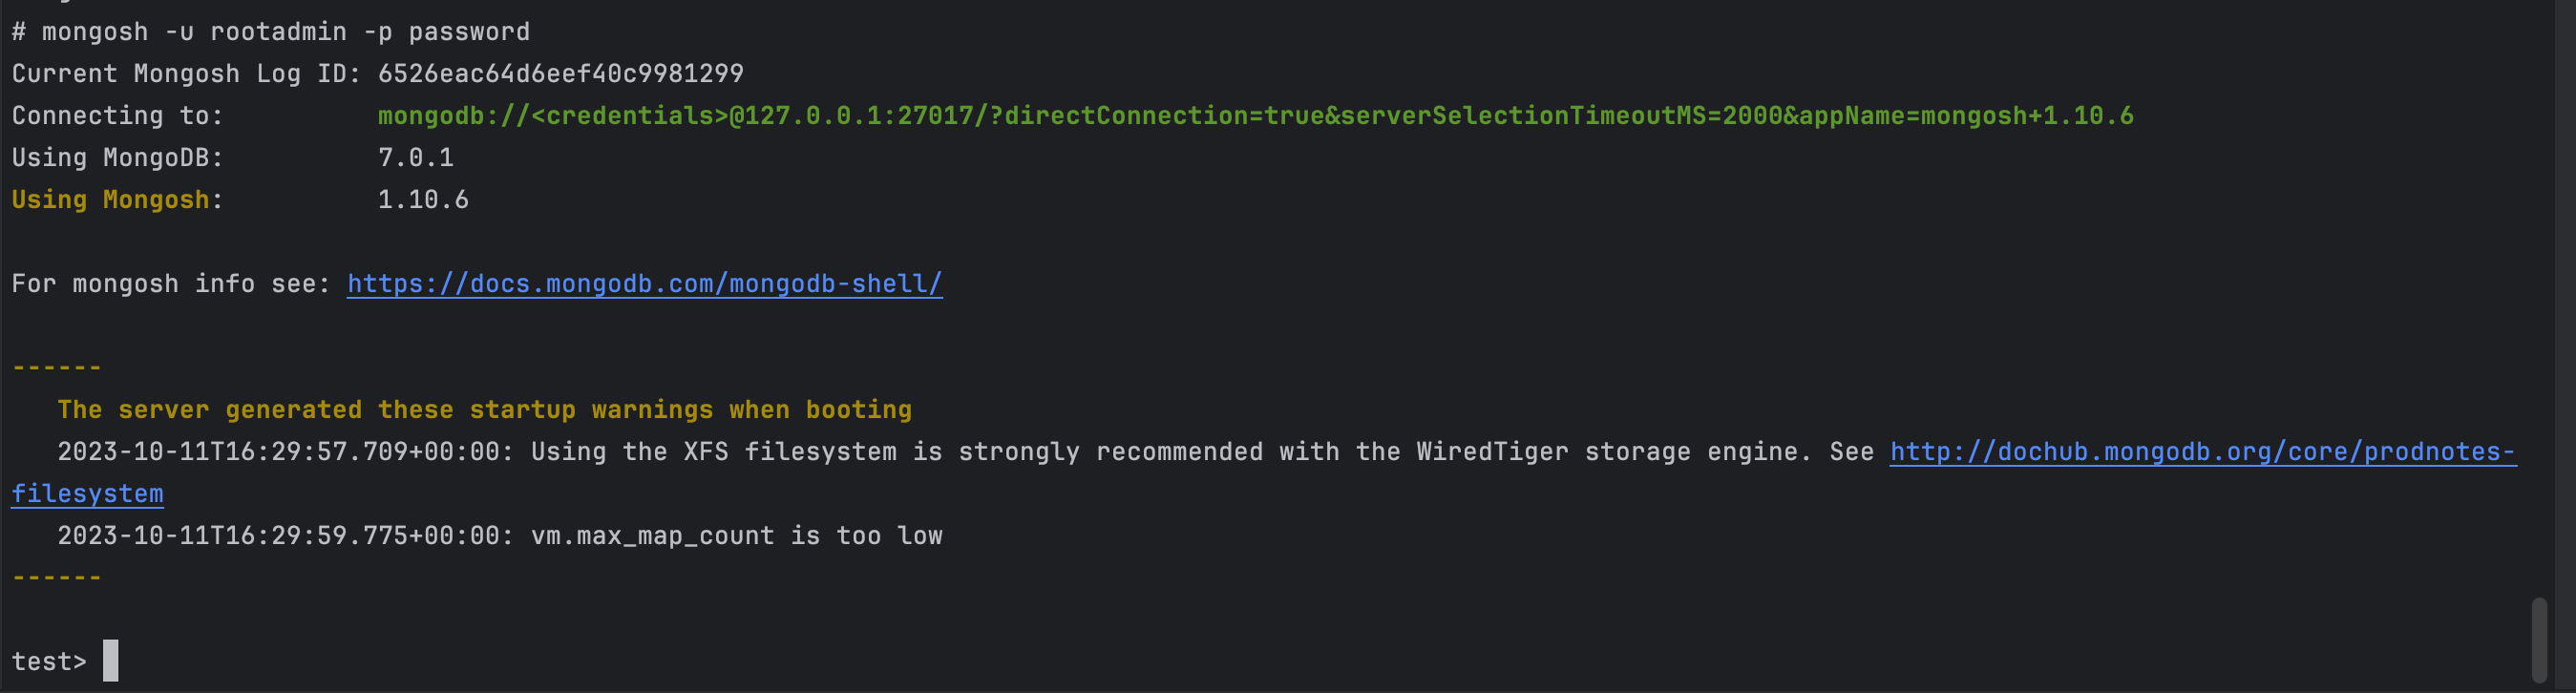 # mongosh -u rootadmin -p password
Current Mongosh Log ID: 6526eac64d6eef40c9981299
Connecting to:          mongodb://<credentials>@127.0.0.1:27017/?directConnection=true&serverSelectionTimeoutMS=2000&appName=mongosh+1.10.6
Using MongoDB:          7.0.1
Using Mongosh:          1.10.6
For mongosh info see: https://docs.mongodb.com/mongodb-shell/
------
   The server generated these startup warnings when booting
   2023-10-11T16:29:57.709+00:00: Using the XFS filesystem is strongly recommended with the WiredTiger storage engine. See http://dochub.mongodb.org/core/prodnotes-
filesystem
   2023-10-11T16:29:59.775+00:00: vm.max_map_count is too low
------
test>